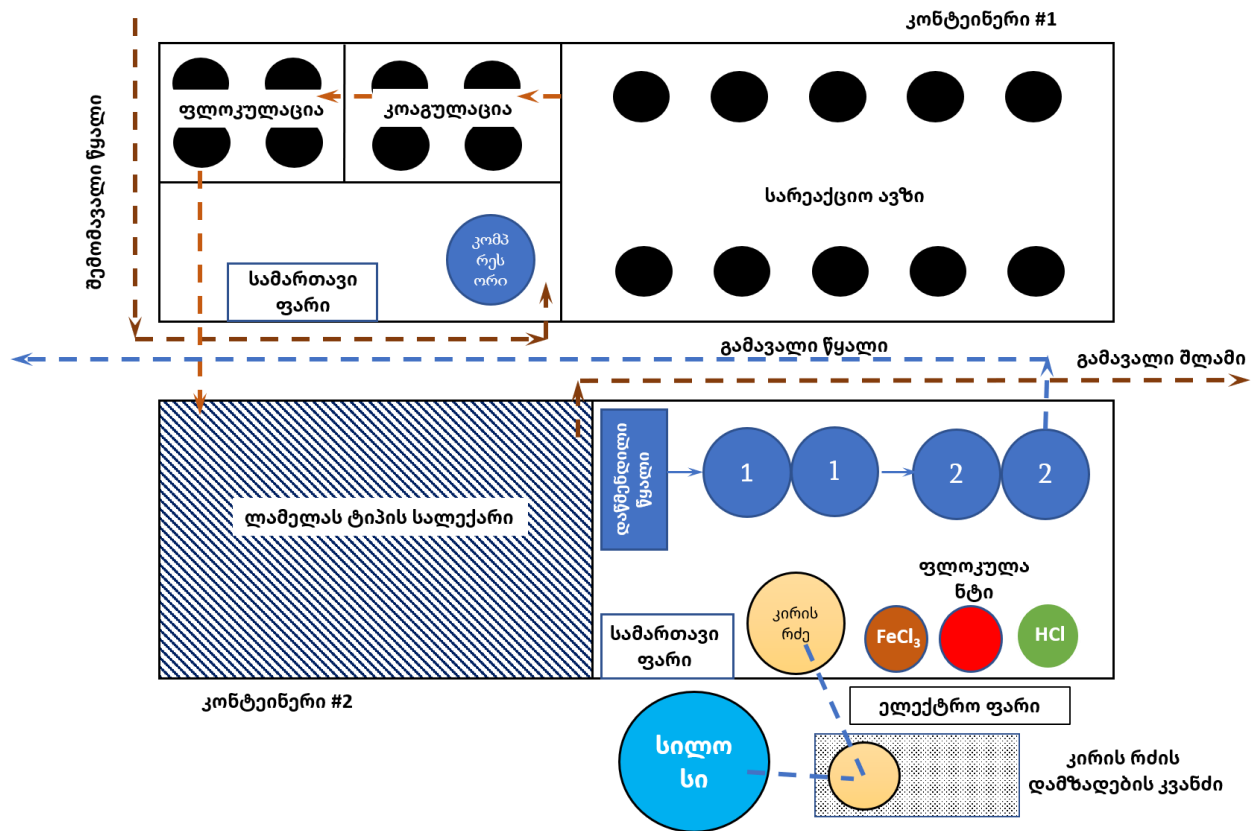 კონტეინერი #1
ფლოკულაცია
კოაგულაცია
სარეაქციო ავზი
შემომავალი წყალი
კომპ
რეს
ორი
სამართავი
ფარი
გამავალი წყალი
გამავალი შლამი
დაწმენდილი
წყალი
1
1
2
2
ლამელას ტიპის სალექარი
ფლოკულა
ნტი
კირის
რძე
FeCl₃
HCl
სამართავი
ფარი
კონტეინერი #2
ელექტრო ფარი
სილო
სი
კირის რძის
დამზადების კვანძი